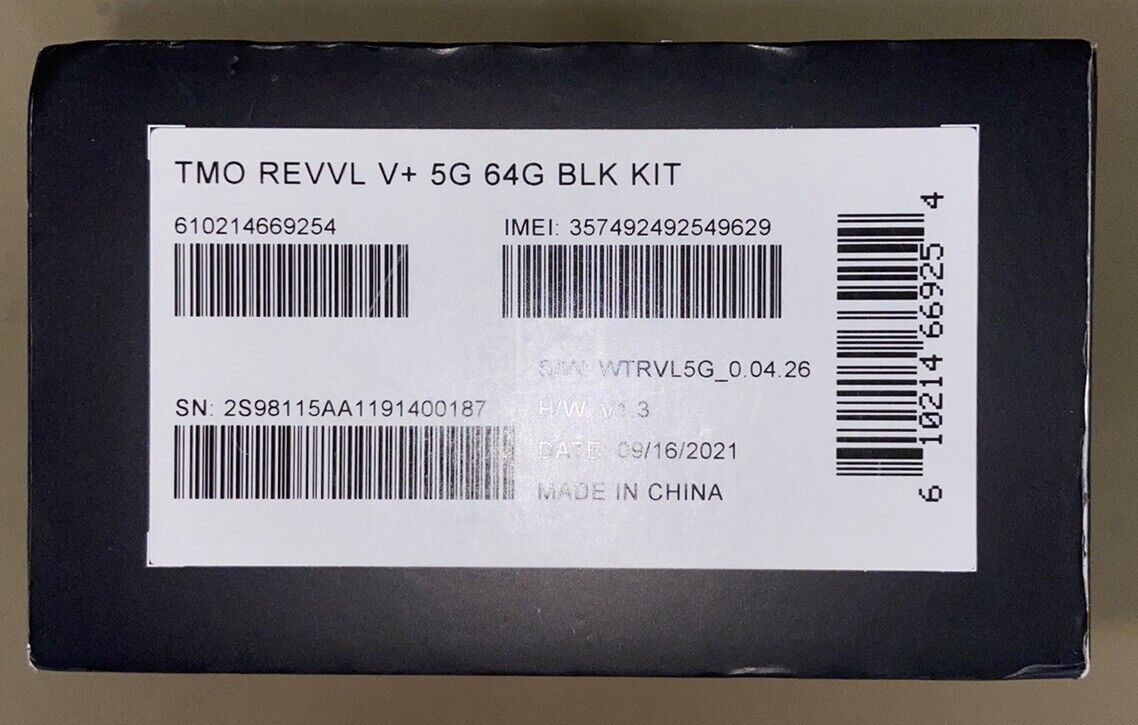 TMO REVVL V+ 5G 64G BLK KIT
610214669254
IMEI: 357492492549629
S/W: WTRVL5G_0.04.26
SN: 2S98115AA1191400187
H/W: V1.3
DATE: 09/16/2021
MADE IN CHINA
6 10214 66925 4